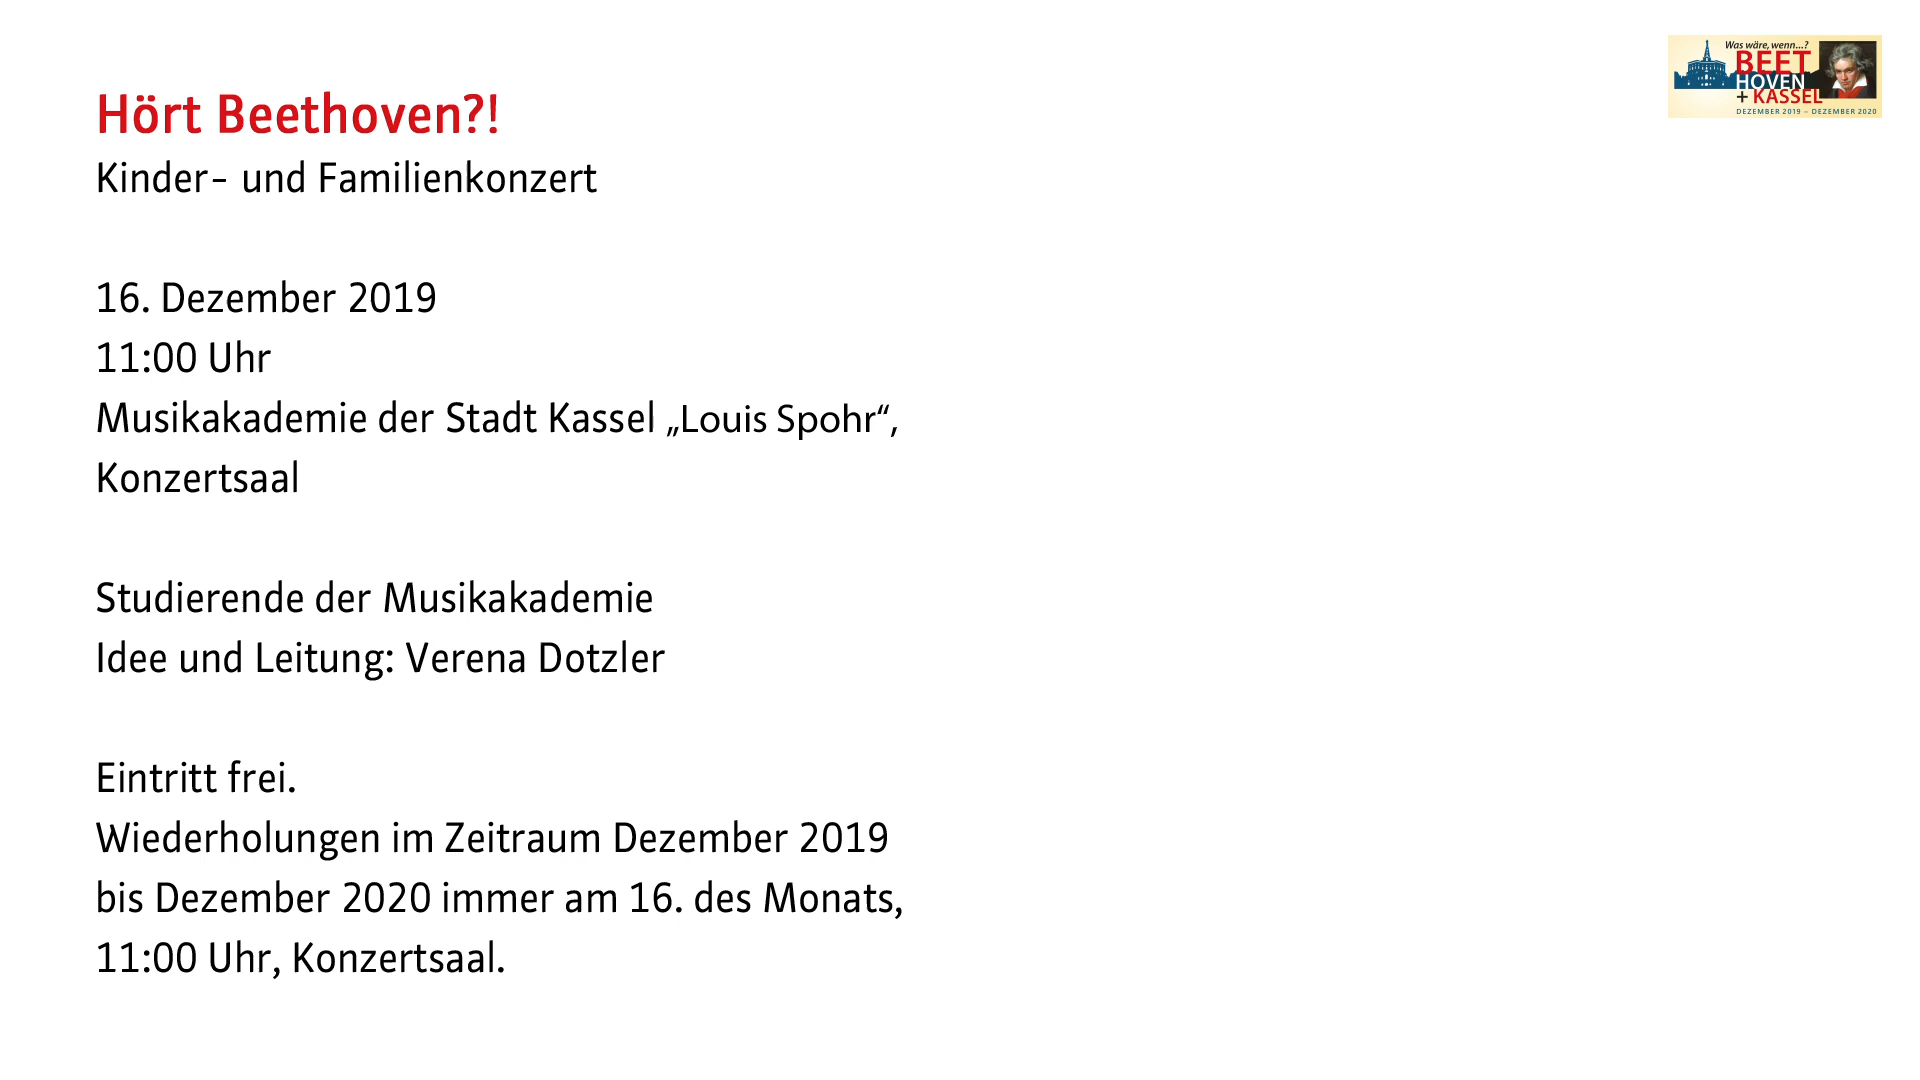 Was wäre, wenn...?
BEET
HOVEN
+ KASSEL
DEZEMBER 2019 – DEZEMBER 2020
Hört Beethoven?!
Kinder- und Familienkonzert
16. Dezember 2019
11:00 Uhr
Musikakademie der Stadt Kassel „Louis Spohr“,
Konzertsaal
Studierende der Musikakademie
Idee und Leitung: Verena Dotzler
Eintritt frei.
Wiederholungen im Zeitraum Dezember 2019
bis Dezember 2020 immer am 16. des Monats,
11:00 Uhr, Konzertsaal.